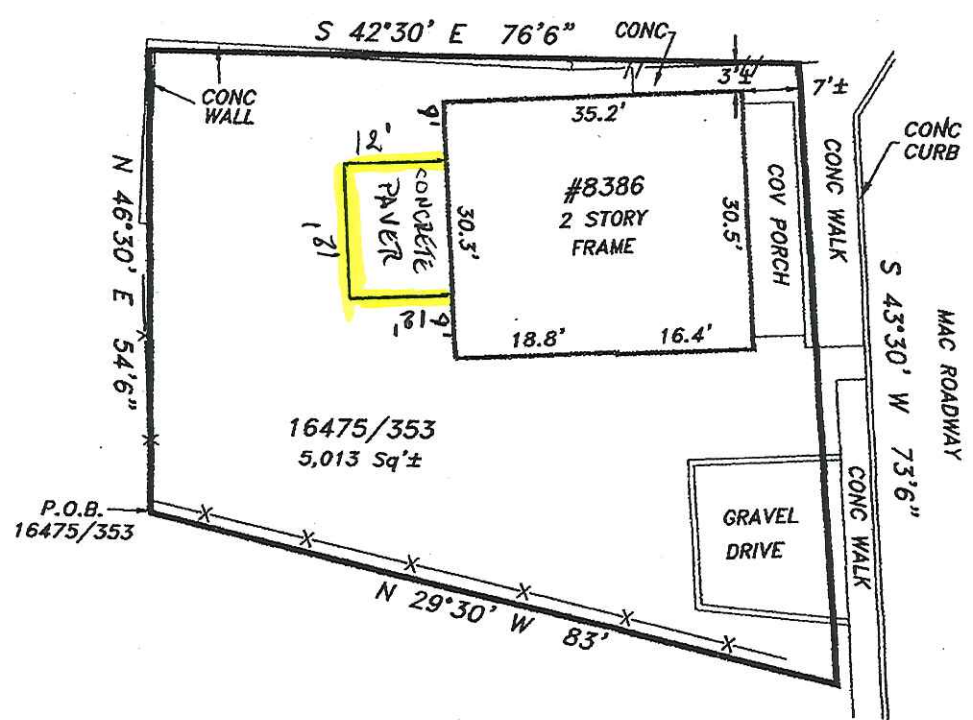 S 42°30' E 76'6"
CONC
3'±
7'±
CONC
WALL
CONC
CURB
9'
35.2'
12'
CONCRETE
PAVER
12'
#8386
2 STORY
FRAME
30.3'
30.5'
COV PORCH
CONC WALK
N 46°30' E 54'6"
S 43°30' W 73'6"
MAC ROADWAY
12'
9'
18.8'
16.4'
16475/353
5,013 Sq'±
P.O.B.
16475/353
GRAVEL
DRIVE
CONC WALK
N 29°30' W 83'